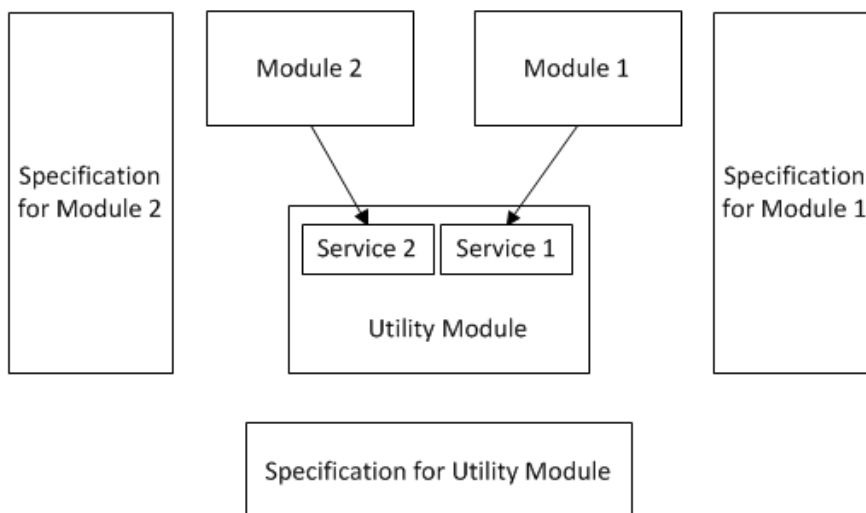 Module 2
Module 1
Specification
for Module 2
Specification
for Module 1
Service 2
Service 1
Utility Module
Specification for Utility Module